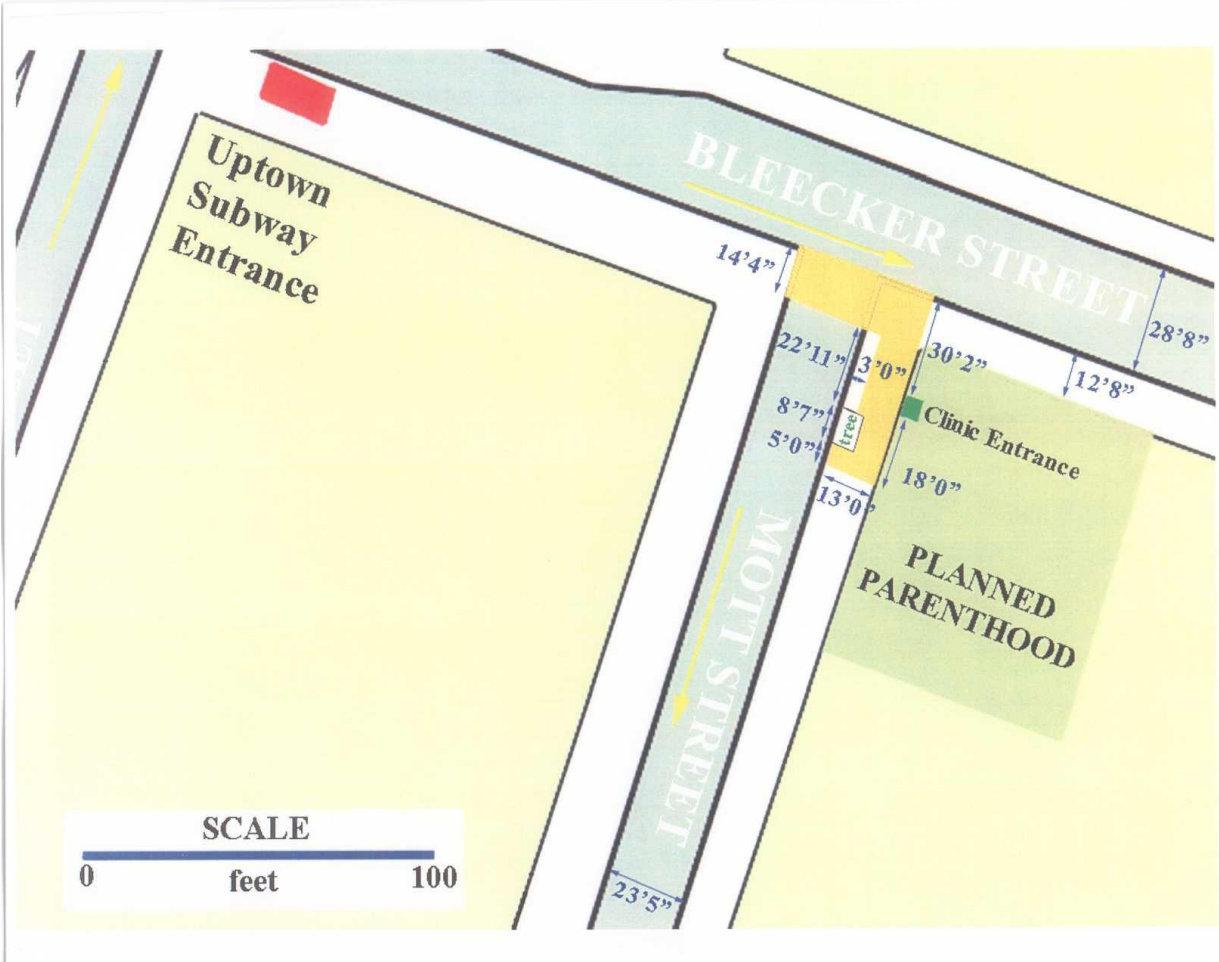 Uptown
Subway
Entrance
BLEECKER STREET
14’4”
28’8”
22’11”
3’0”
30’2”
12’8”
8’7”
tree
Clinic Entrance
5’0”
18’0”
13’0”
MOTT STREET
PLANNED
PARENTHOOD
SCALE
0 feet 100
23’5”